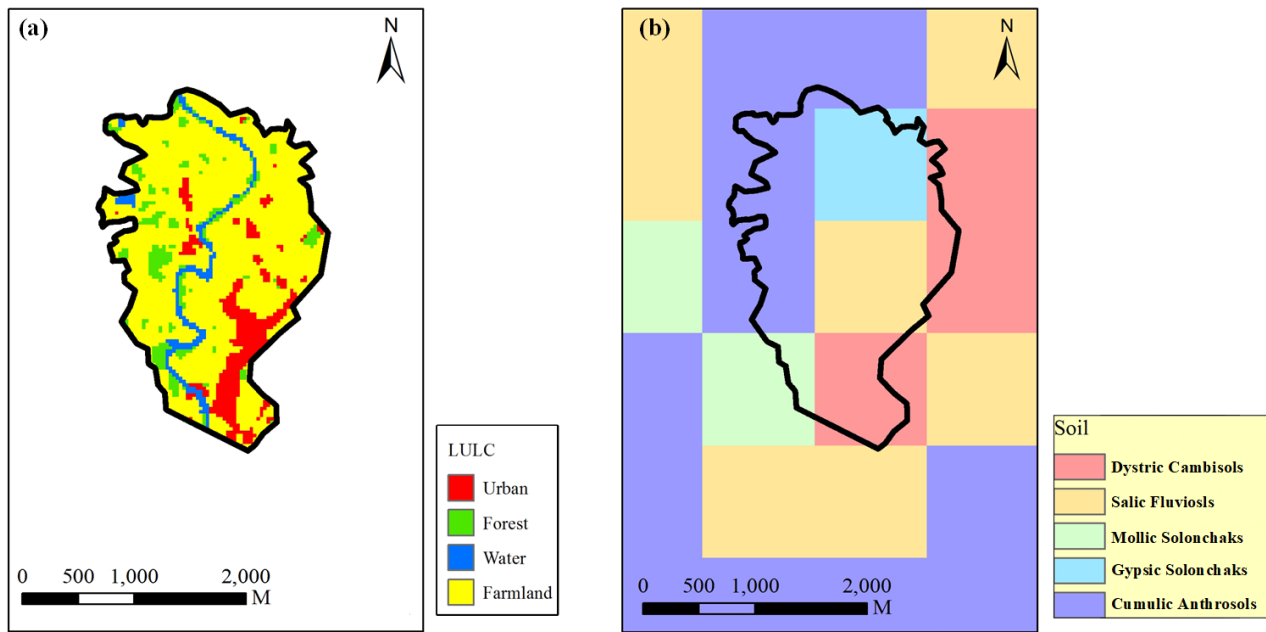 (a)
N
LULC
Urban
Forest
Water
Farmland
0 500 1,000 2,000
M
(b)
N
Soil
Dystric Cambisols
Salic Fluviosls
Mollic Solonchaks
Gypsic Solonchaks
Cumulic Anthrosols
0 500 1,000 2,000
M